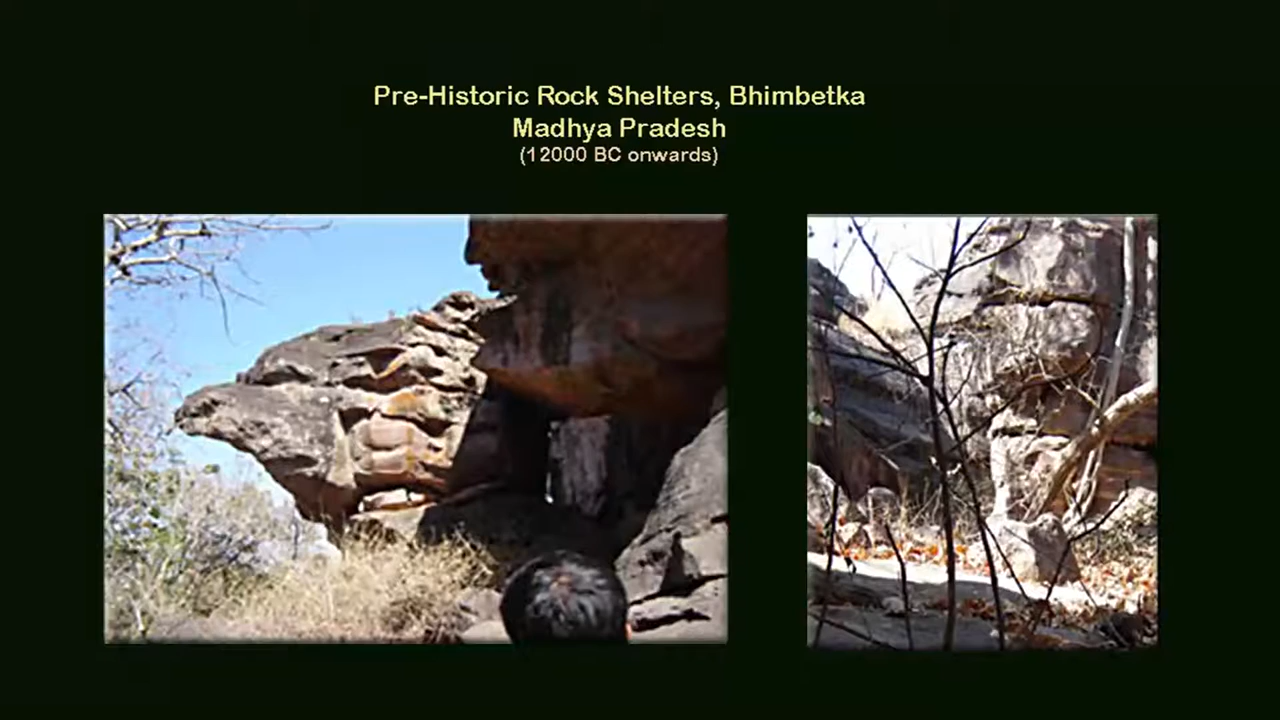 Pre-Historic Rock Shelters, Bhimbetka
Madhya Pradesh
(12000 BC onwards)